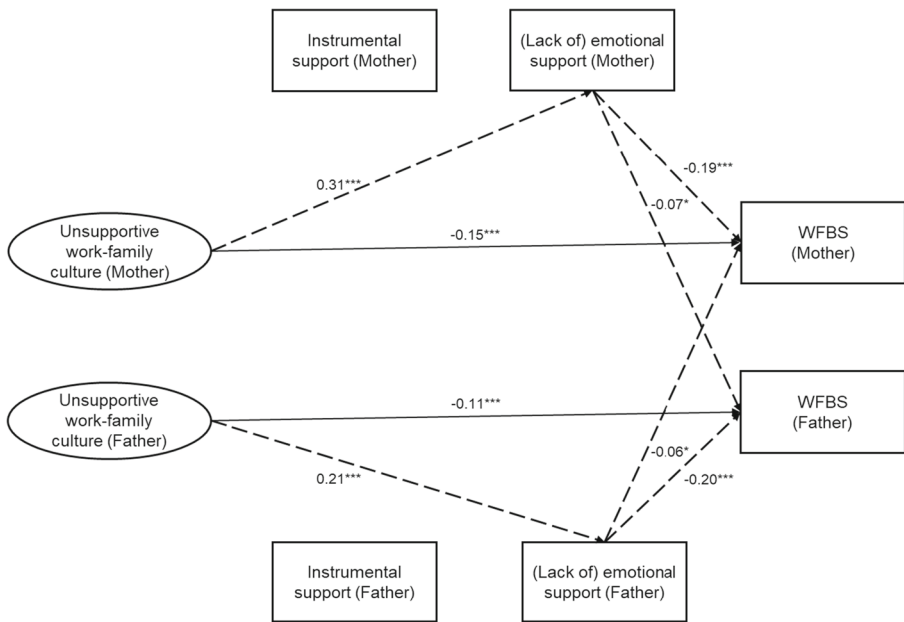 Instrumental
support (Mother)
(Lack of) emotional
support (Mother)
0.31***
-0.19***
-0.07*
Unsupportive
work-family
culture (Mother)
-0.15***
WFBS
(Mother)
Unsupportive
work-family
culture (Father)
-0.11***
WFBS
(Father)
-0.06*
0.21***
-0.20***
Instrumental
support (Father)
(Lack of) emotional
support (Father)